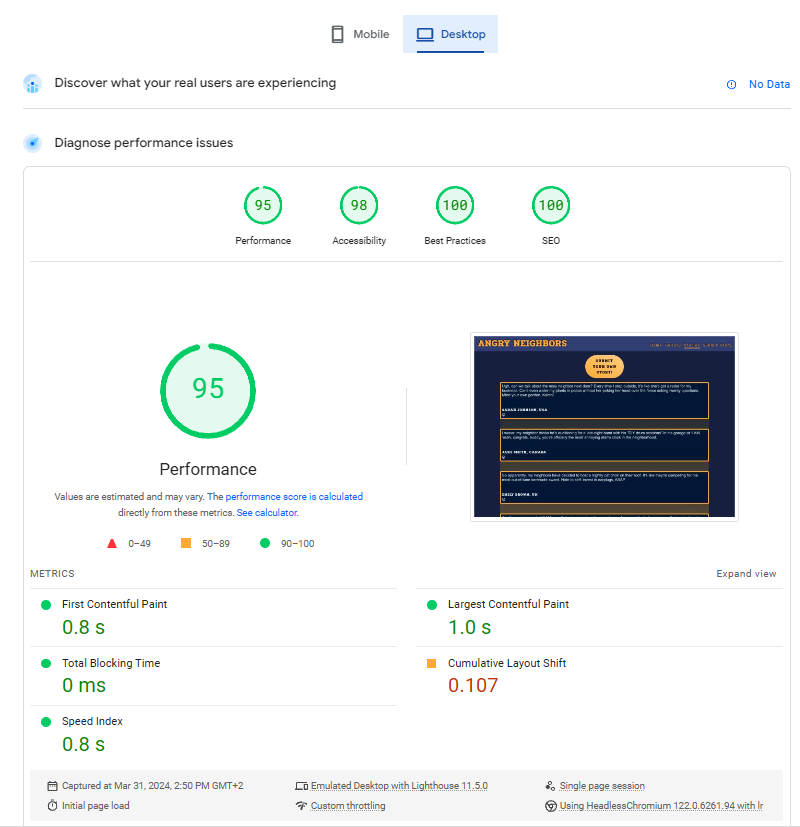 Mobile Desktop
Discover what your real users are experiencing No Data
Diagnose performance issues
95 98 100 100
Performance Accessibility Best Practices SEO
ANGRY NEIGHBORS
SUBMIT
YOUR OWN
STORY!
SARAH JOHNSON, USA
JAKE SMITH, CANADA
EMILY BROWN, UK
95
Performance
Values are estimated and may vary. The performance score is calculated
directly from these metrics. See calculator.
0–49 50–89 90–100
METRICS Expand view
First Contentful Paint Largest Contentful Paint
0.8 s 1.0 s
Total Blocking Time Cumulative Layout Shift
0 ms 0.107
Speed Index
0.8 s
Captured at Mar 31, 2024, 2:50 PM GMT+2 Emulated Desktop with Lighthouse 11.5.0 Single page session
Initial page load Custom throttling Using HeadlessChromium 122.0.6261.94 with lr